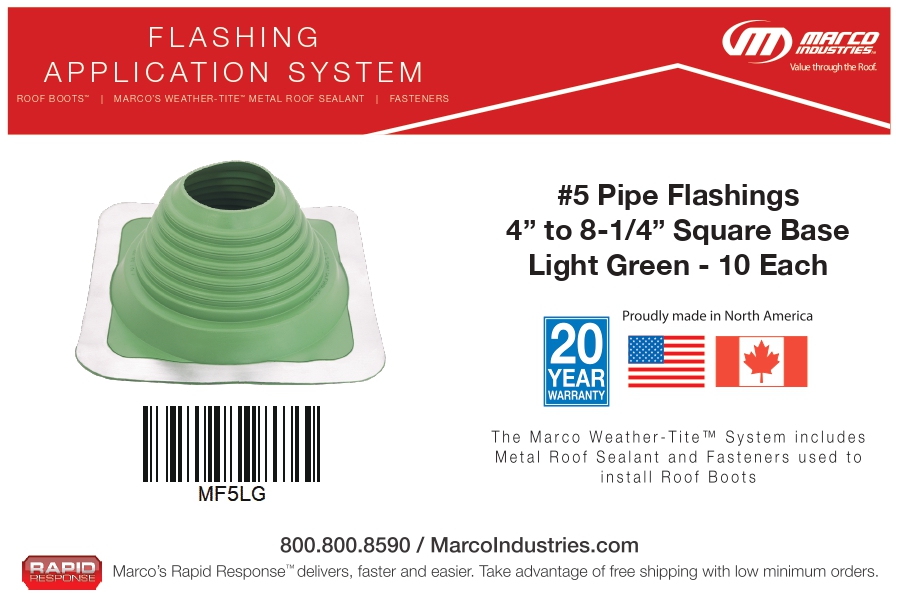 FLASHING
APPLICATION SYSTEM
ROOF BOOTS™ | MARCO'S WEATHER-TITE™ METAL ROOF SEALANT | FASTENERS
MARCO
INDUSTRIES™
Value through the Roof.
#5 Pipe Flashings
4” to 8-1/4” Square Base
Light Green - 10 Each
Proudly made in North America
20
YEAR
WARRANTY
The Marco Weather-Tite™ System includes
Metal Roof Sealant and Fasteners used to
install Roof Boots
MF5LG
800.800.8590 / MarcoIndustries.com
RAPID
RESPONSE
Marco's Rapid Response™ delivers, faster and easier. Take advantage of free shipping with low minimum orders.